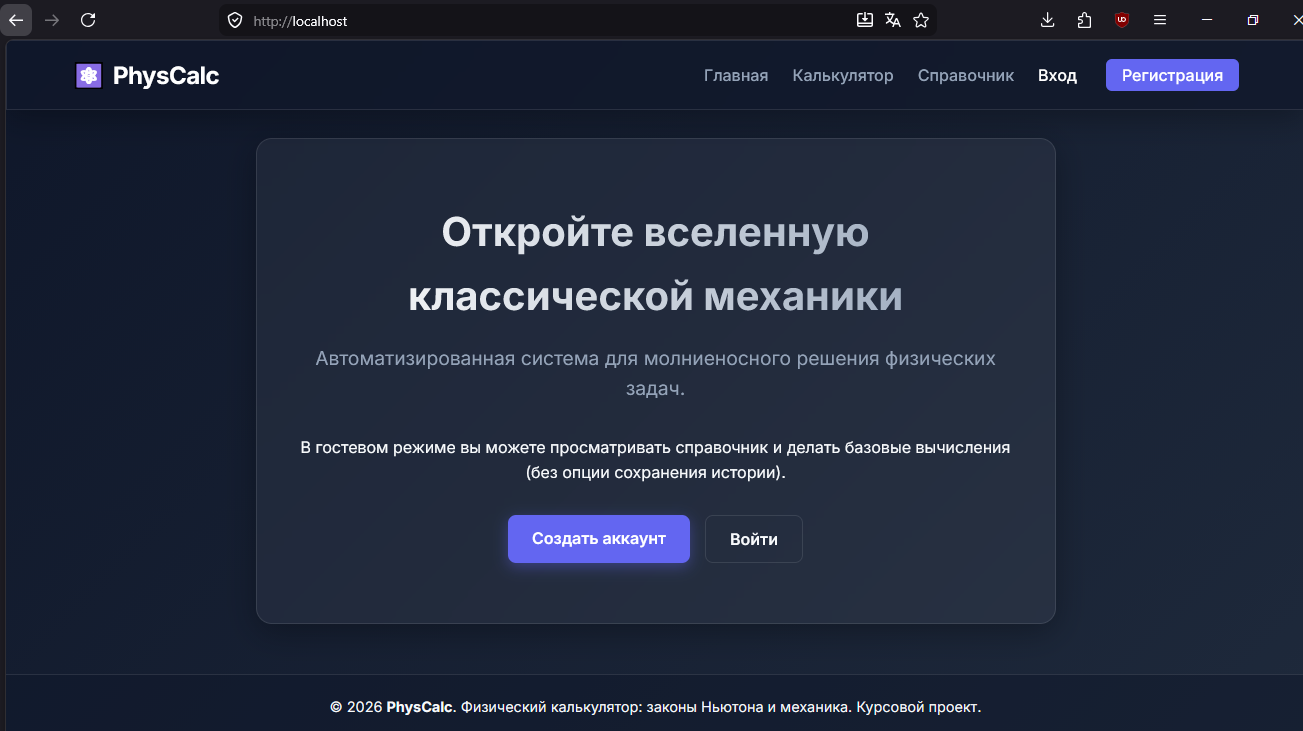 http://localhost
UD
PhysCalc
Главная
Калькулятор
Справочник
Вход
Регистрация
Откройте вселенную
классической механики
Автоматизированная система для молниеносного решения физических
задач.
В гостевом режиме вы можете просматривать справочник и делать базовые вычисления
(без опции сохранения истории).
Создать аккаунт
Войти
© 2026 PhysCalc. Физический калькулятор: законы Ньютона и механика. Курсовой проект.